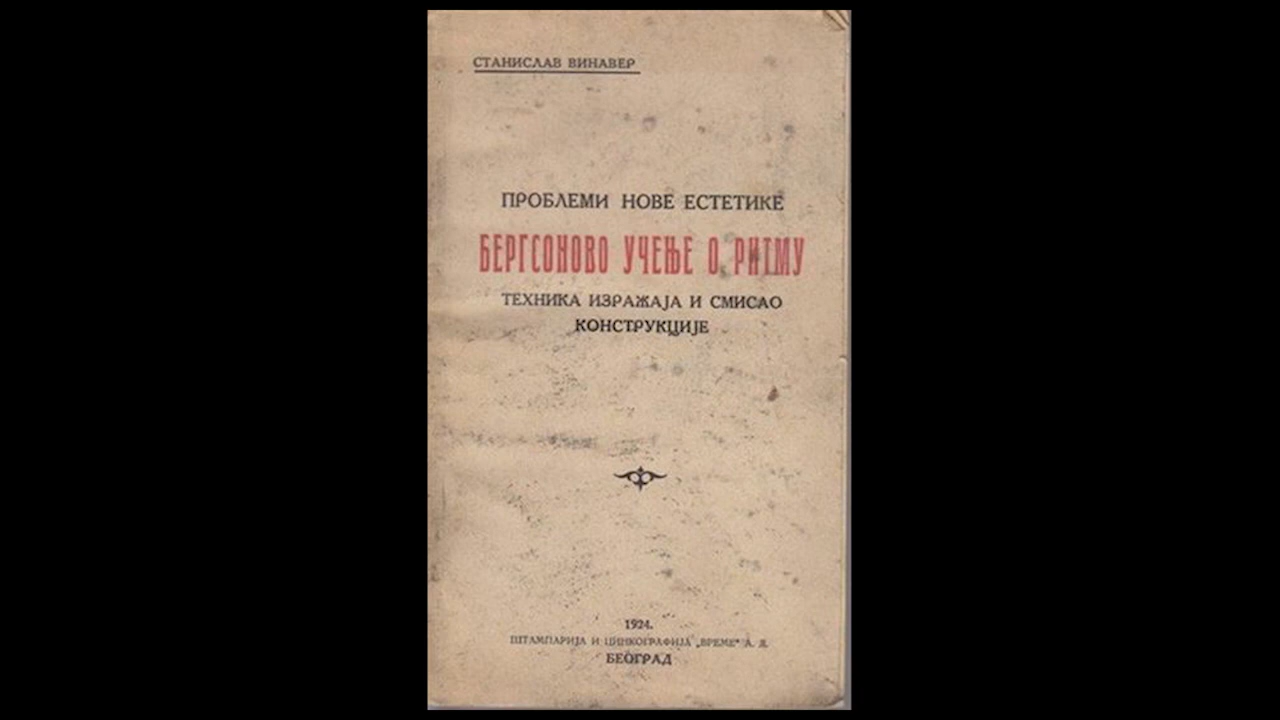 СТАНИСЛАВ ВИНАВЕР
ПРОБЛЕМИ НОВЕ ЕСТЕТИКЕ
БЕРГСОНОВО УЧЕЊЕ О РИТМУ
ТЕХНИКА ИЗРАЖАЈА И СМИСАО
КОНСТРУКЦИЈЕ
1924.
ШТАМПАРИЈА И ЦИНКОГРАФИЈА „ВРЕМЕ“ А. Д.
БЕОГРАД